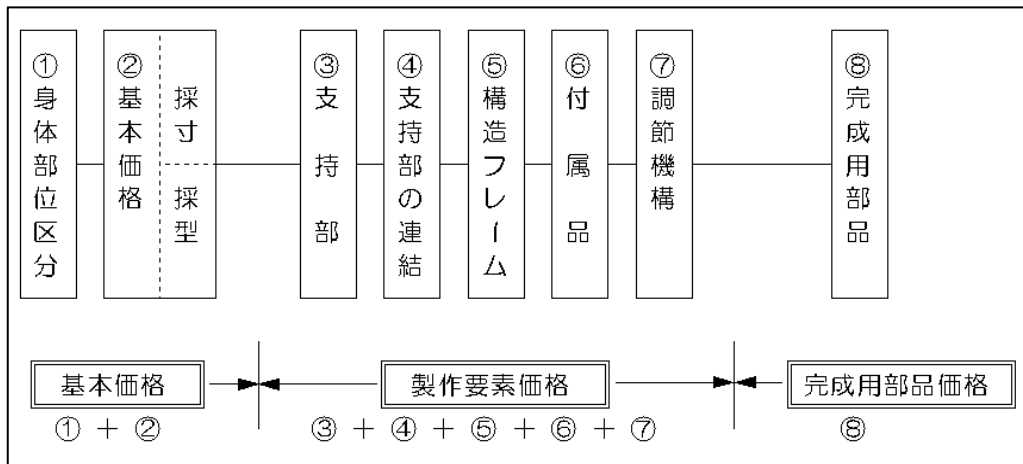 ①身体部位区分
②基本価格
採寸
採型
③支持部
④支持部の連結
⑤構造フレーム
⑥付属品
⑦調節機構
⑧完成用部品
基本価格
製作要素価格
完成用部品価格
① + ②
③ + ④ + ⑤ + ⑥ + ⑦
⑧